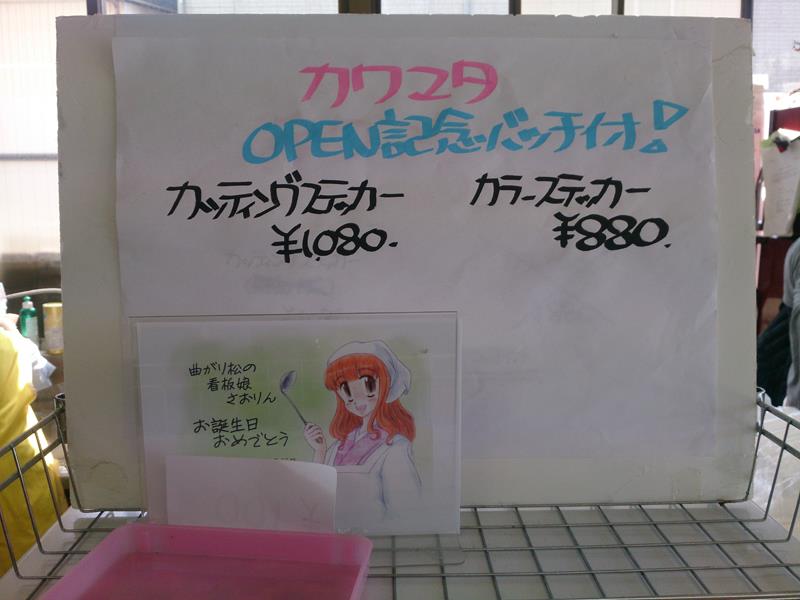 カワマタ
OPEN記念バッチイオ!
カッティングステッカー
¥1,080.
カラーステッカー
¥880.
曲がり松の
看板娘
さおりん
お誕生日
おめでとう